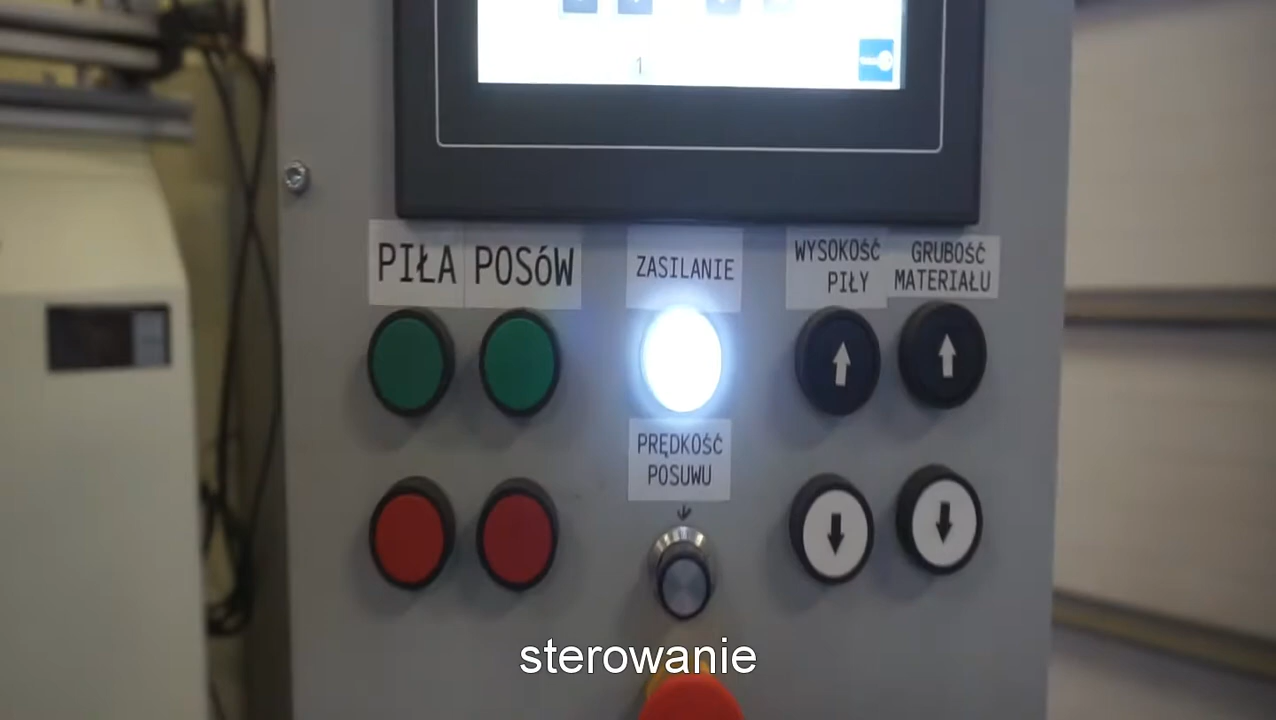 1
PIŁA
POSóW
ZASILANIE
WYSOKOŚĆ
PIŁY
GRUBOŚĆ
MATERIAŁU
PRĘDKOŚĆ
POSUWU
sterowanie